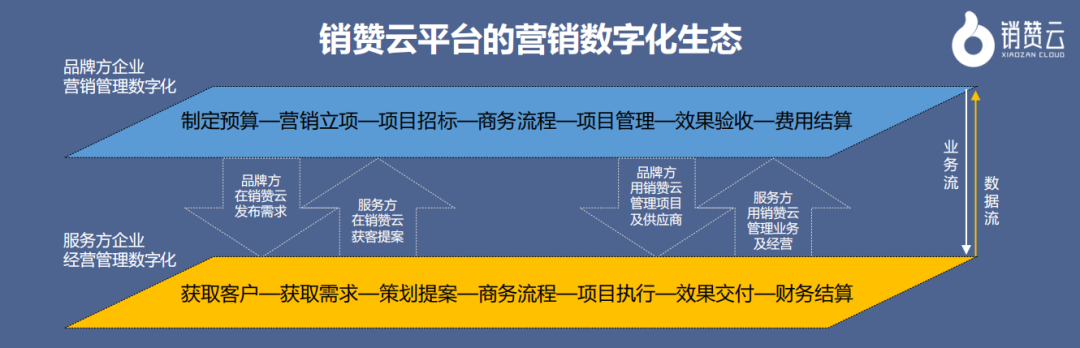 销赞云平台的营销数字化生态
销赞云
XIAOZAN CLOUD
品牌方企业
营销管理数字化
制定预算—营销立项—项目招标—商务流程—项目管理—效果验收—费用结算
品牌方
在销赞云
发布需求
服务方
在销赞云
获客提案
品牌方
用销赞云
管理项目
及供应商
服务方
用销赞云
管理业务
及经营
业务流
数据流
服务方企业
经营管理数字化
获取客户—获取需求—策划提案—商务流程—项目执行—效果交付—财务结算